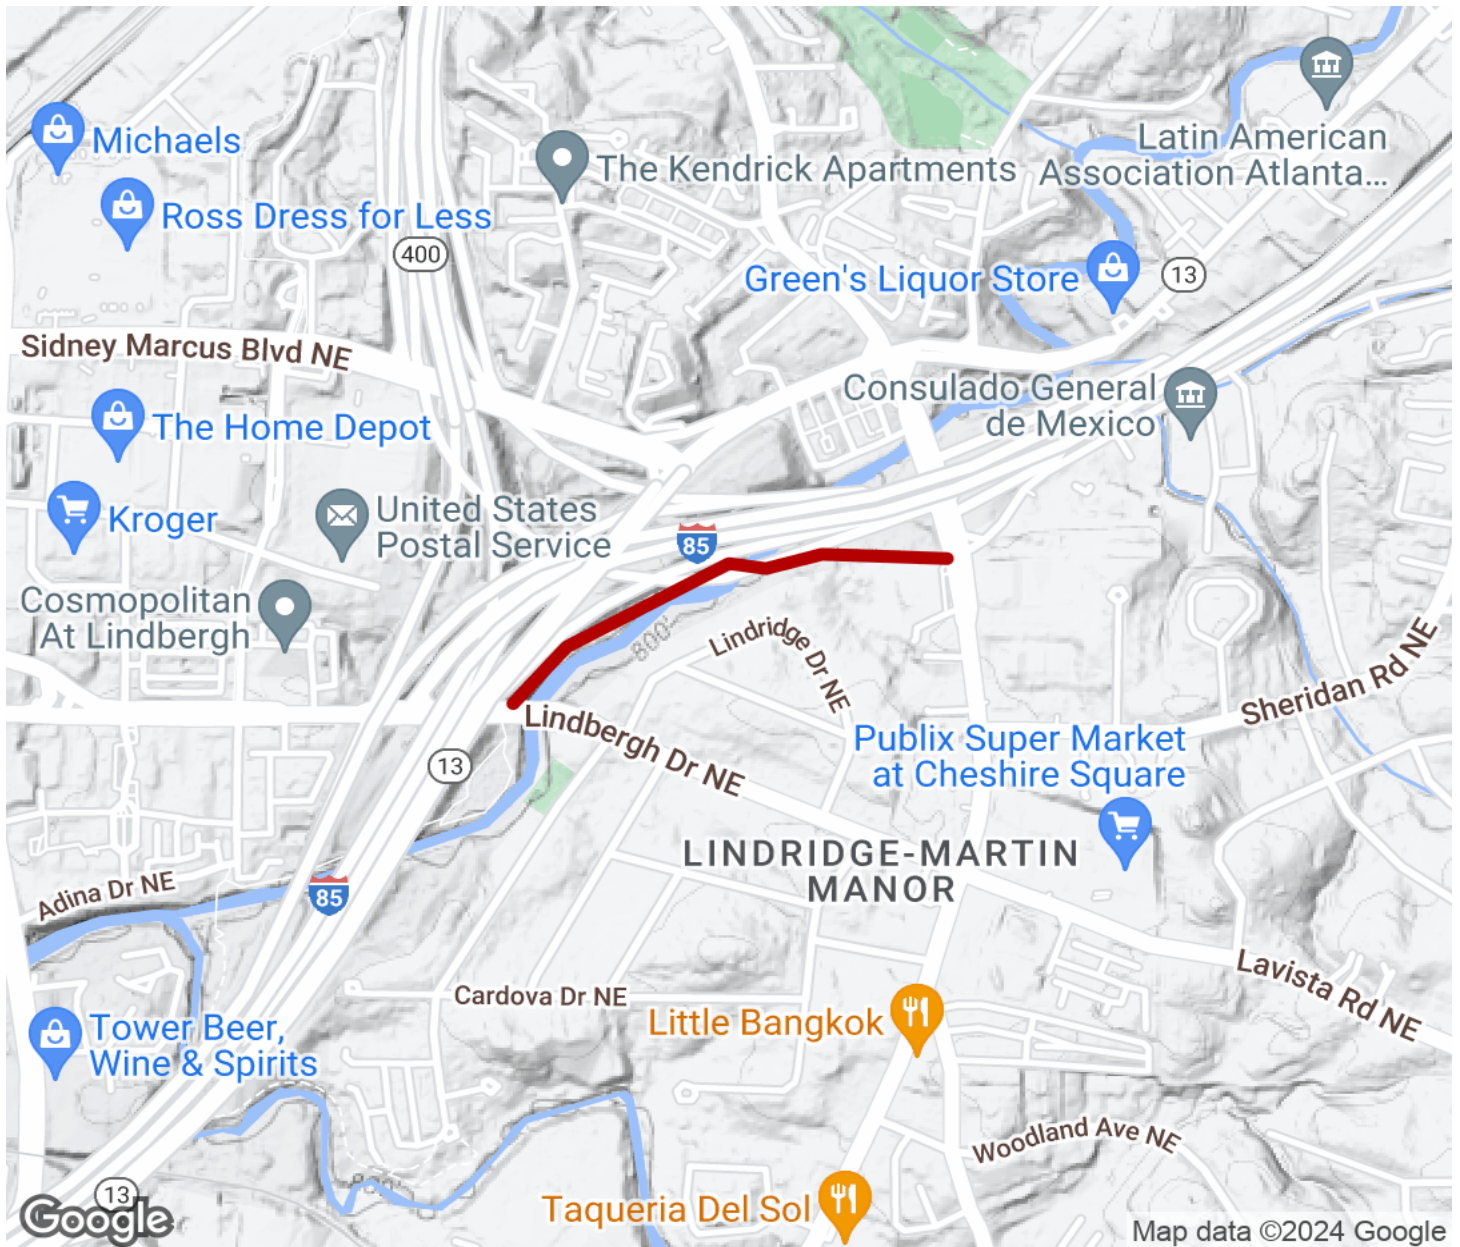 Michaels
Ross Dress for Less
The Kendrick Apartments
Latin American
Association Atlanta...
400
Green's Liquor Store
13
Sidney Marcus Blvd NE
Consulado General
de Mexico
The Home Depot
Kroger
United States
Postal Service
85
Cosmopolitan
At Lindbergh
800'
Lindridge Dr NE
Sheridan Rd NE
Lindbergh Dr NE
13
Publix Super Market
at Cheshire Square
LINDRIDGE-MARTIN
MANOR
Adina Dr NE
85
Lavista Rd NE
Cardova Dr NE
Little Bangkok
Tower Beer,
Wine & Spirits
Woodland Ave NE
13
Taqueria Del Sol
Google
Map data ©2024 Google